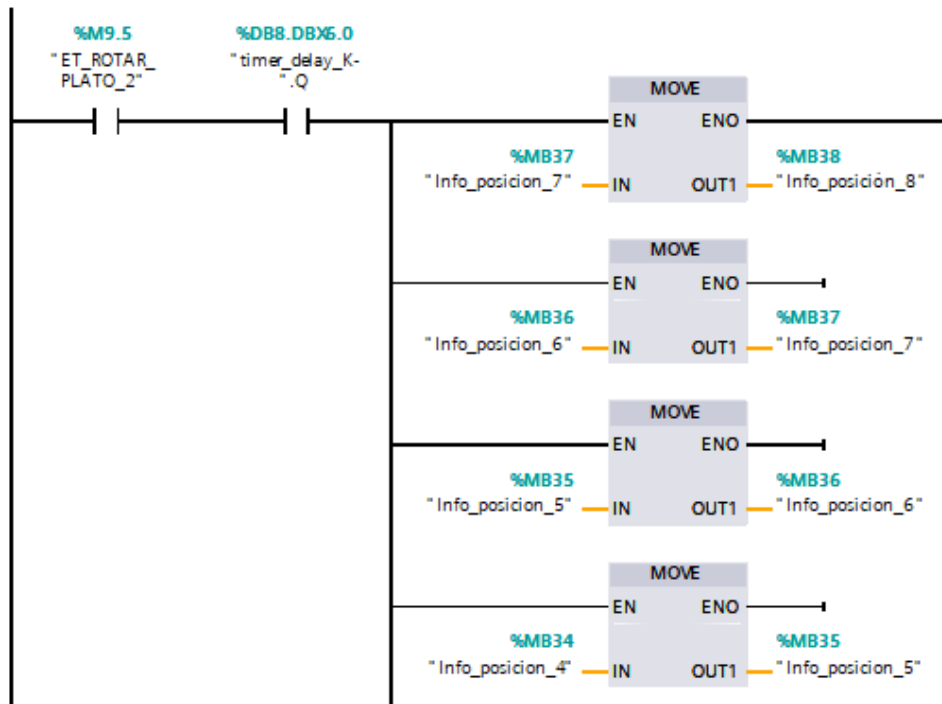 %M9.5
"ET_ROTAR_
PLATO_2"
%DB8.DBX6.0
"timer_delay_K-
".Q
MOVE
EN ENO
%MB37
"Info_posicion_7"
IN OUT1
%MB38
"Info_posición_8"
MOVE
EN ENO
%MB36
"Info_posicion_6"
IN OUT1
%MB37
"Info_posicion_7"
MOVE
EN ENO
%MB35
"Info_posicion_5"
IN OUT1
%MB36
"Info_posicion_6"
MOVE
EN ENO
%MB34
"Info_posicion_4"
IN OUT1
%MB35
"Info_posicion_5"